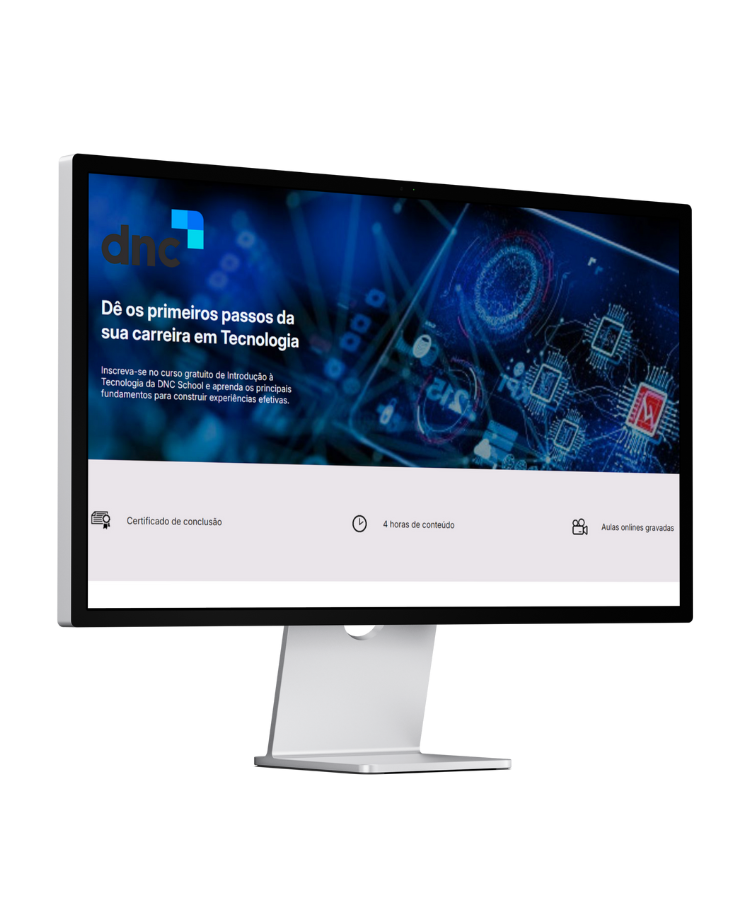 dnc
Dê os primeiros passos da
sua carreira em Tecnologia
Inscreva-se no curso gratuito de Introdução à
Tecnologia da DNC School e aprenda os principais
fundamentos para construir experiências efetivas.
Certificado de conclusão
4 horas de conteúdo
Aulas onlines gravadas